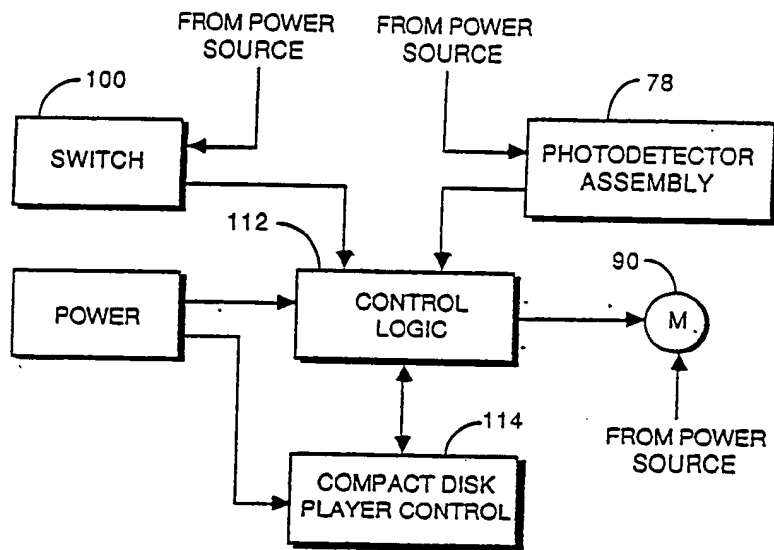 FROM POWER
SOURCE
FROM POWER
SOURCE
100
78
SWITCH
PHOTODETECTOR
ASSEMBLY
112
90
POWER
CONTROL
LOGIC
M
114
FROM POWER
SOURCE
COMPACT DISK
PLAYER CONTROL